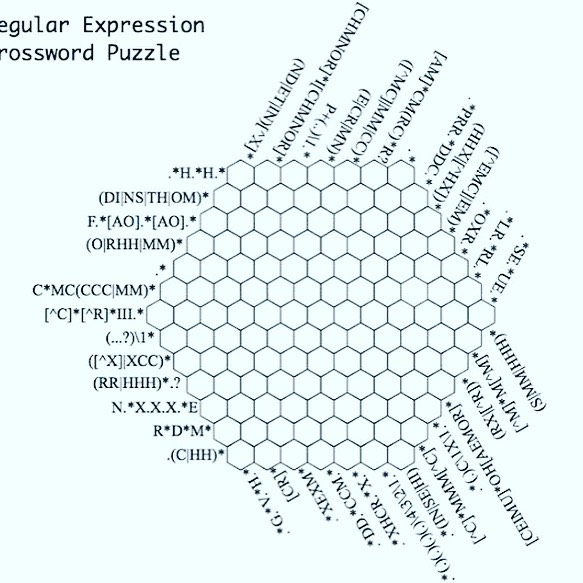 egular Expression
rossword Puzzle
.*H.*H.*
(DI|NS|TH|OM)*
F.*[AO].*[AO].*
(O|RHH|MM)*
.*
C*MC(CCC|MM)*
[^C]*[^R]*III.*
(...?)\1*
([^X]|XCC)*
(RR|HHH)*.?
N.*X.X.X.*E
R*D*M*
.(C|HH)*
(ND|ET|IN)[^X]*
[CHMNOR]*I[CHMNOR]*
P+(..)\1.*
(E|CR|MN)*
([^MC]|MM|CC)*
[AM]*CM(RC)*R?
.*
.*PRR.*DDC.*
(HHX|[^HX])*
([^EMC]|EM)*
.*OXR.*
.*LR.*RL.*
.*SE.*UE.*
(S|MM|HHH)*
[^M]*M[^M]*
(RX|[^R])*
[CEIMU]*OH[AEMOR]*
.*(.)C\1X\1.*
[^C]*MMM[^C]*
.*(IN|SE|HI)
.*(.)(.)(.)(.)\4\3\2\1.*
.*XHCR.*X.*
.*DD.*CCM.*
.*XEXM*
[CR]*
.*G.*V.*H.*